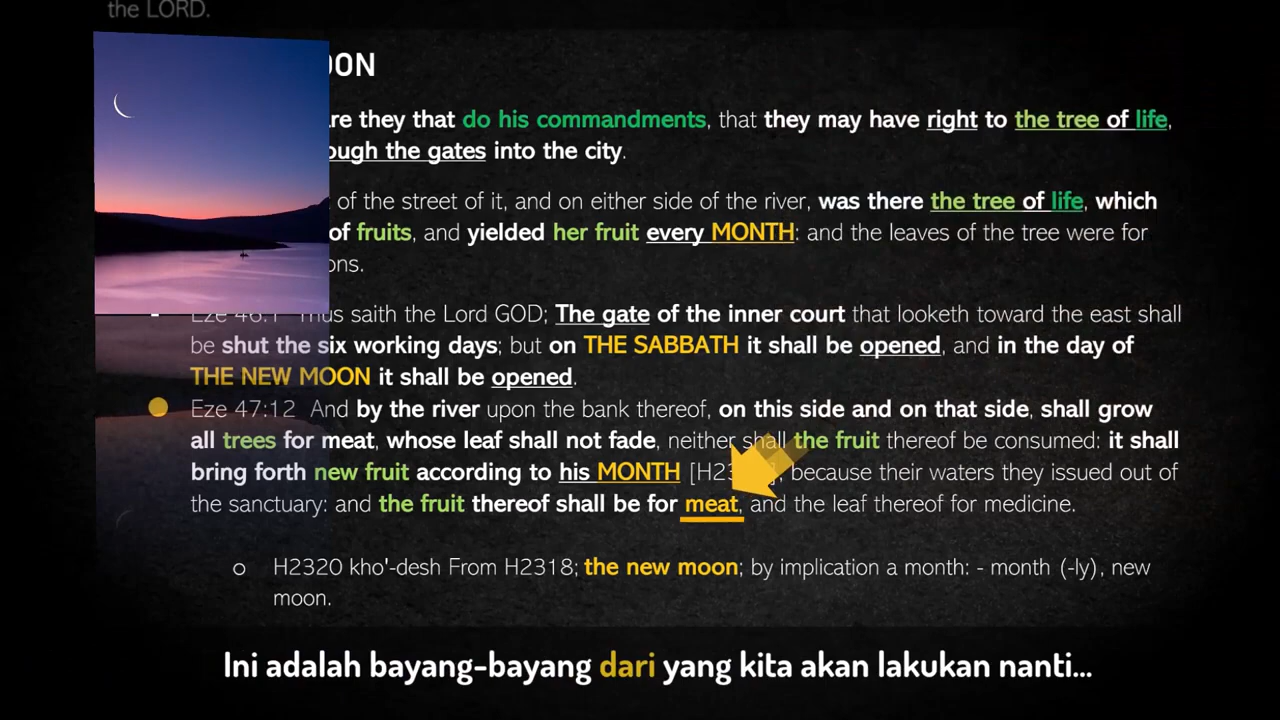 the LORD.
OON
re they that do his commandments, that they may have right to the tree of life,
ough the gates into the city.
of the street of it, and on either side of the river, was there the tree of life, which
of fruits, and yielded her fruit every MONTH: and the leaves of the tree were for
ons.
Eze 46:1 Thus saith the Lord GOD; The gate of the inner court that looketh toward the east shall
be shut the six working days; but on THE SABBATH it shall be opened, and in the day of
THE NEW MOON it shall be opened.
Eze 47:12 And by the river upon the bank thereof, on this side and on that side, shall grow
all trees for meat, whose leaf shall not fade, neither shall the fruit thereof be consumed: it shall
bring forth new fruit according to his MONTH [H23 ], because their waters they issued out of
the sanctuary: and the fruit thereof shall be for meat, and the leaf thereof for medicine.
o H2320 kho'-desh From H2318; the new moon; by implication a month: - month (-ly), new
moon.
Ini adalah bayang-bayang dari yang kita akan lakukan nanti...